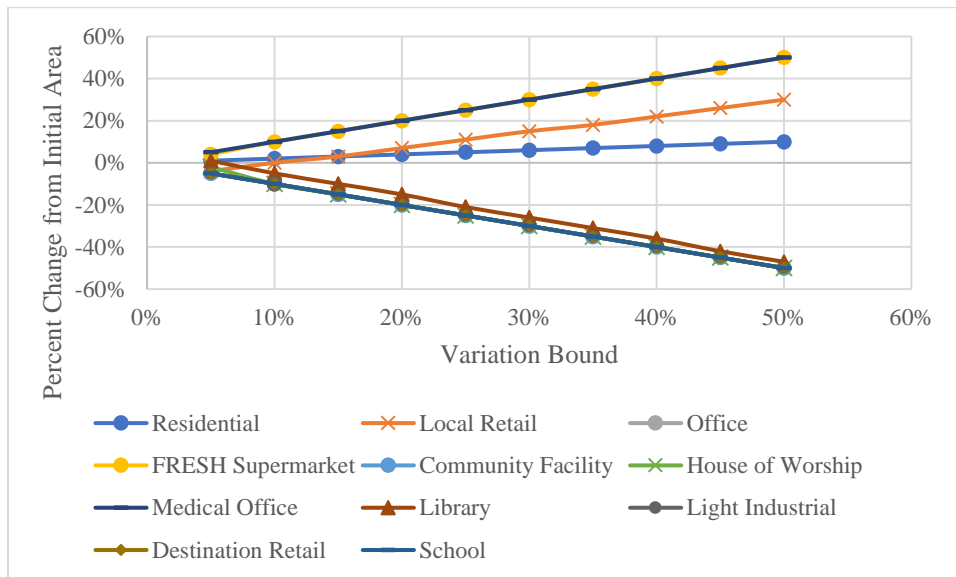 Percent Change from Initial Area
60%
40%
20%
0%
-20%
-40%
-60%
0% 10% 20% 30% 40% 50% 60%
Variation Bound
Residential Local Retail Office
FRESH Supermarket Community Facility House of Worship
Medical Office Library Light Industrial
Destination Retail School